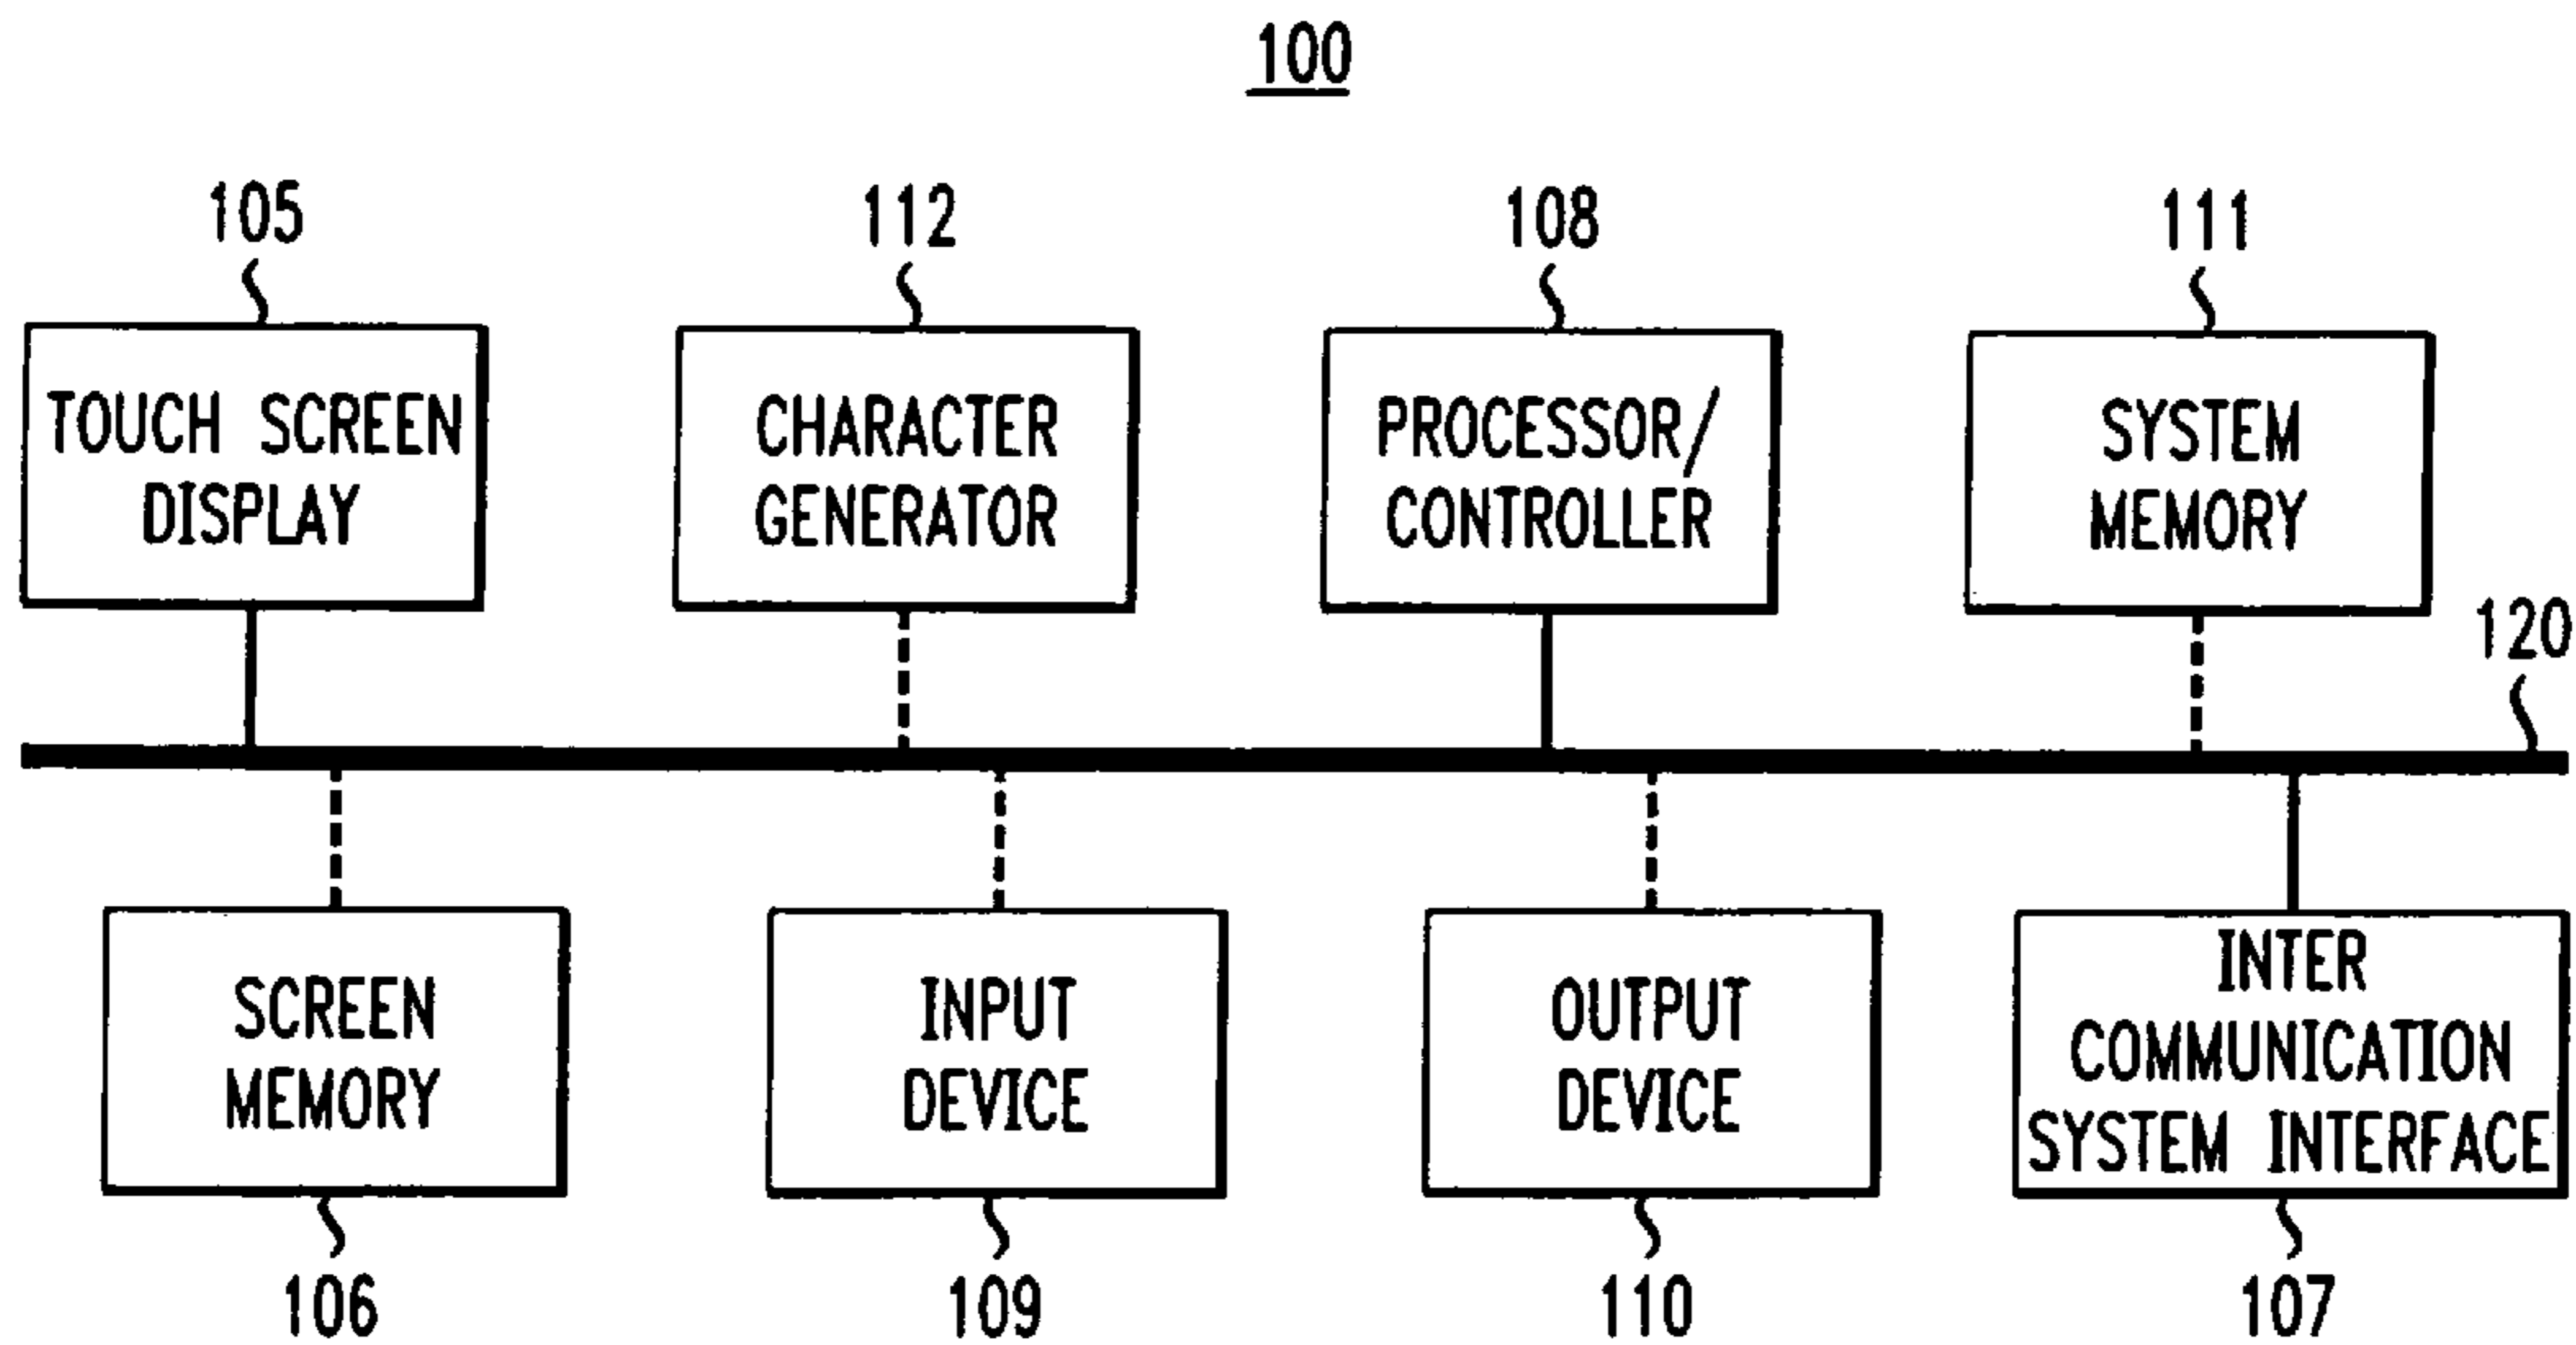 100
105
112
108
111
TOUCH SCREEN
DISPLAY
CHARACTER
GENERATOR
PROCESSOR/
CONTROLLER
SYSTEM
MEMORY
120
SCREEN
MEMORY
INPUT
DEVICE
OUTPUT
DEVICE
INTER
COMMUNICATION
SYSTEM INTERFACE
106
109
110
107